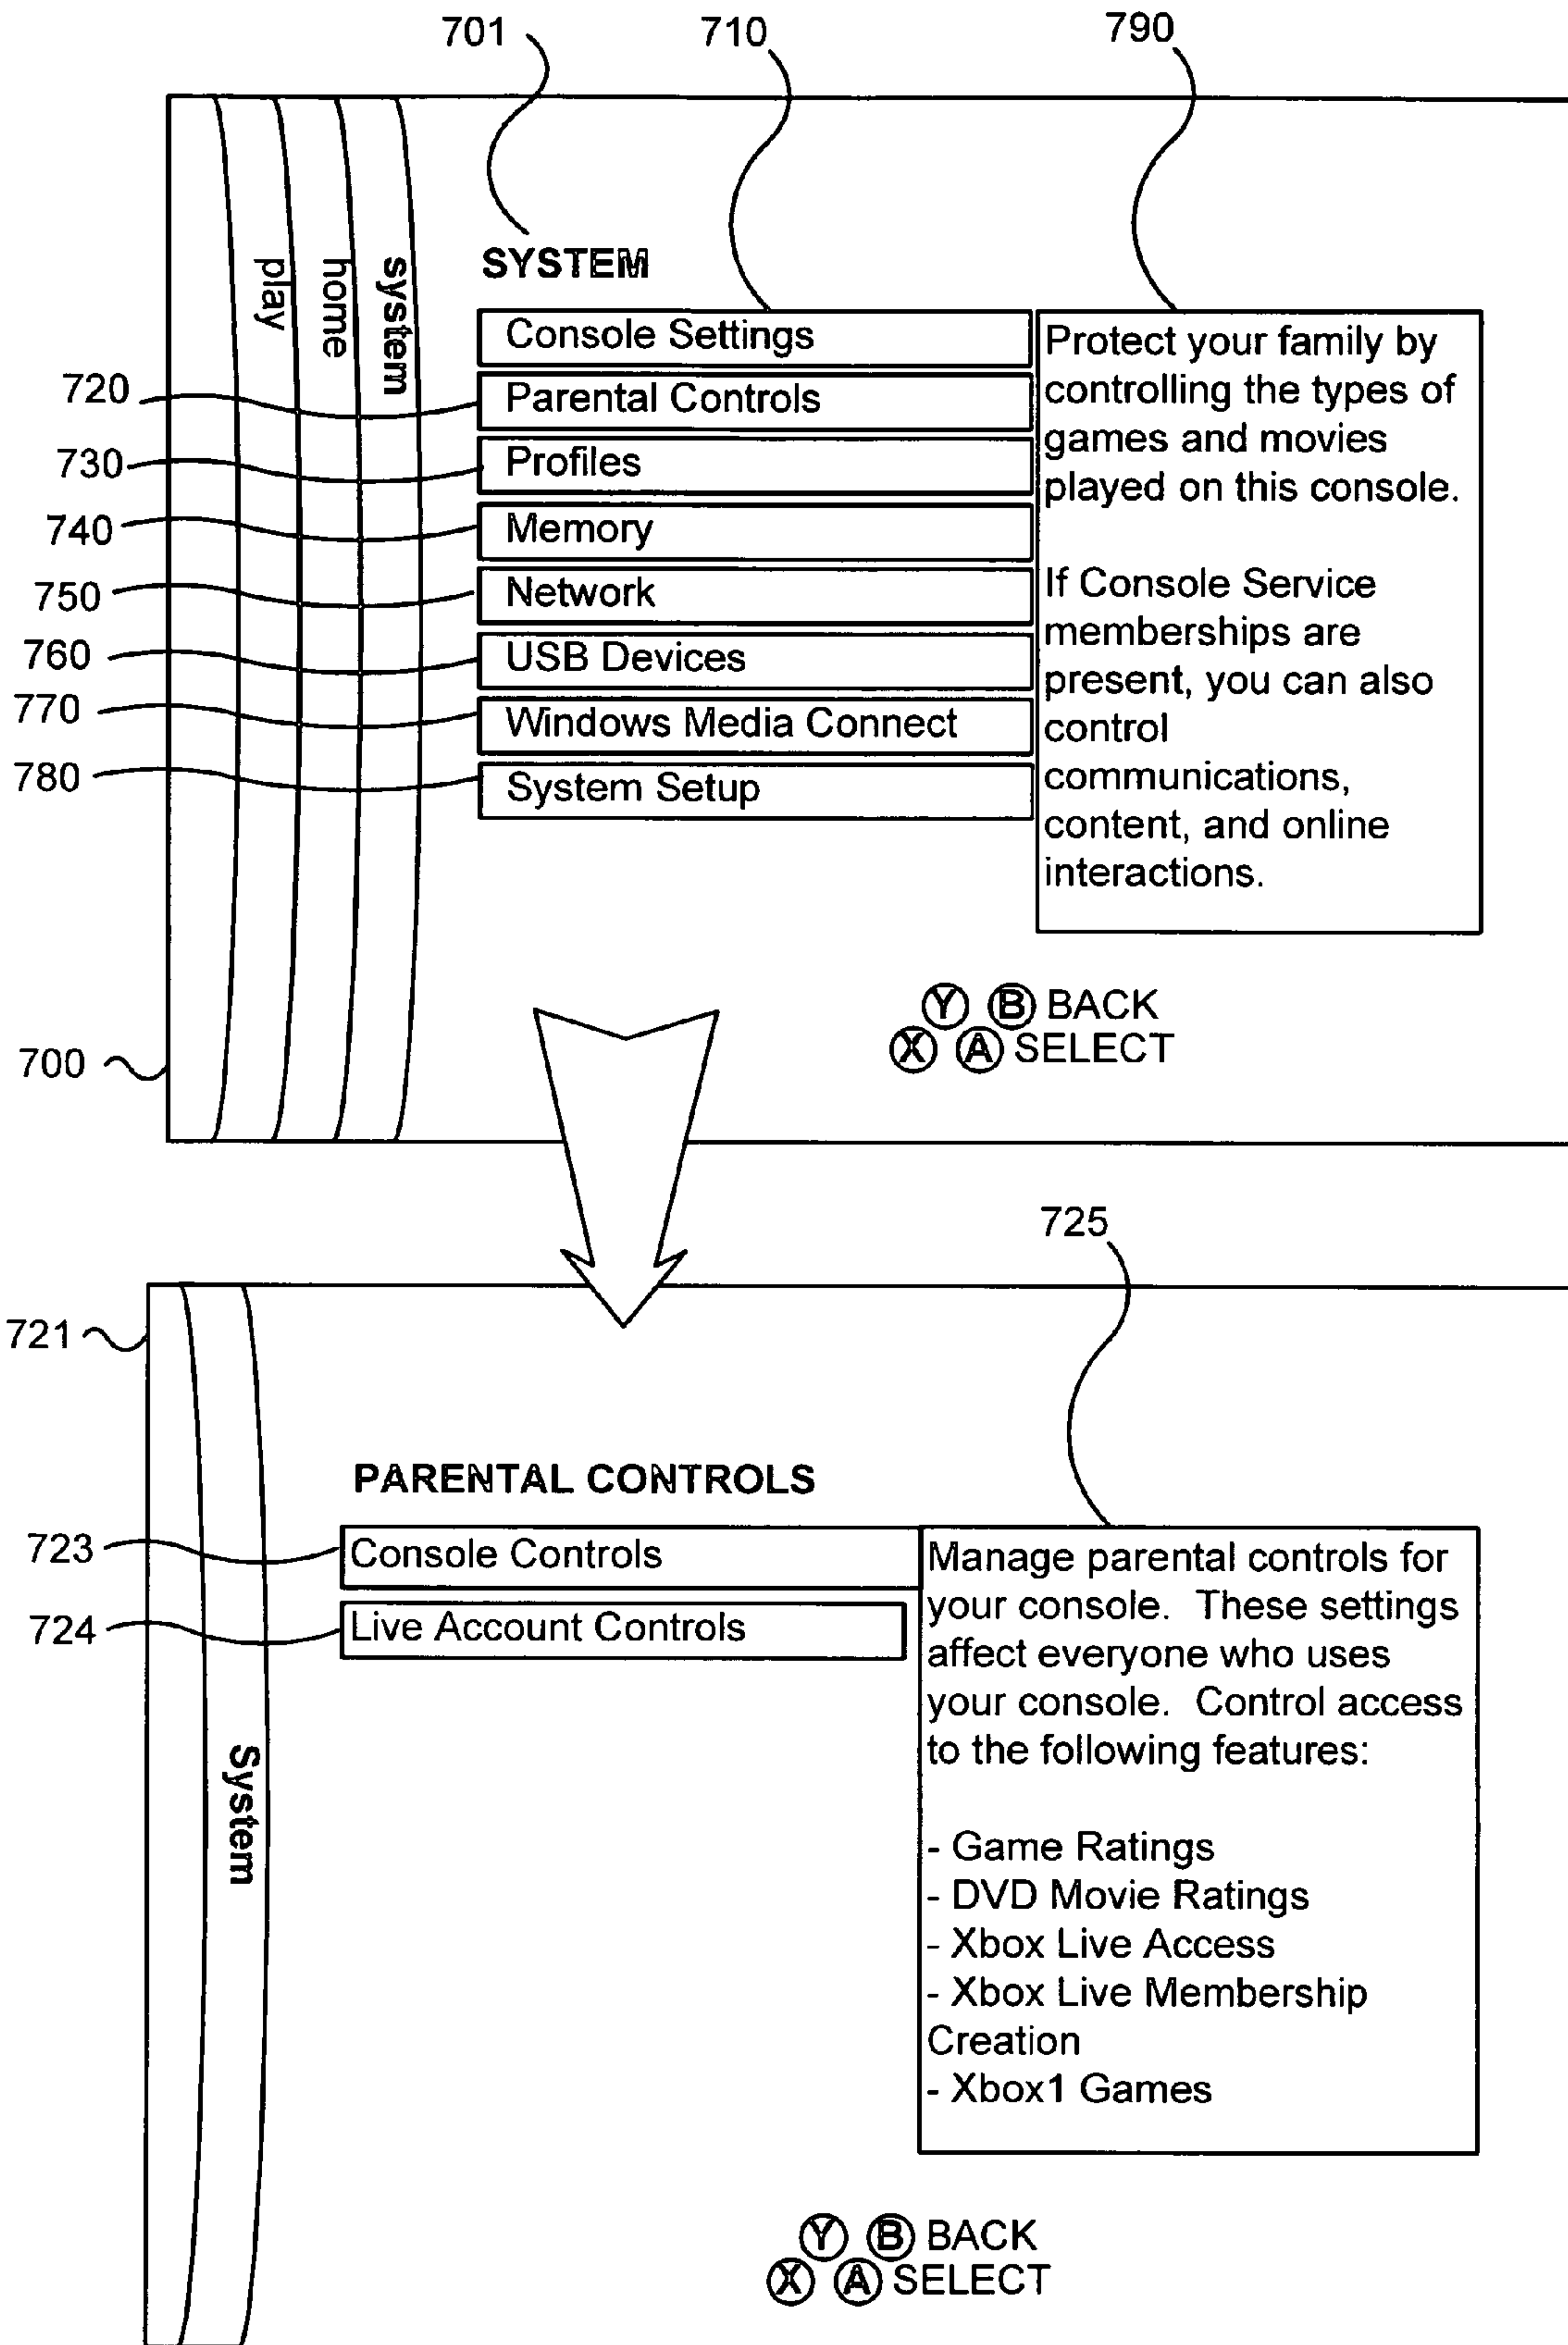 701
710
790
play
home
system
SYSTEM
Console Settings
720
Parental Controls
730
Profiles
740
Memory
750
Network
760
USB Devices
770
Windows Media Connect
780
System Setup
Protect your family by
controlling the types of
games and movies
played on this console.
If Console Service
memberships are
present, you can also
control
communications,
content, and online
interactions.
Y B BACK
X A SELECT
700
725
721
System
PARENTAL CONTROLS
723
Console Controls
724
Live Account Controls
Manage parental controls for
your console. These settings
affect everyone who uses
your console. Control access
to the following features:
- Game Ratings
- DVD Movie Ratings
- Xbox Live Access
- Xbox Live Membership
Creation
- Xbox1 Games
Y B BACK
X A SELECT